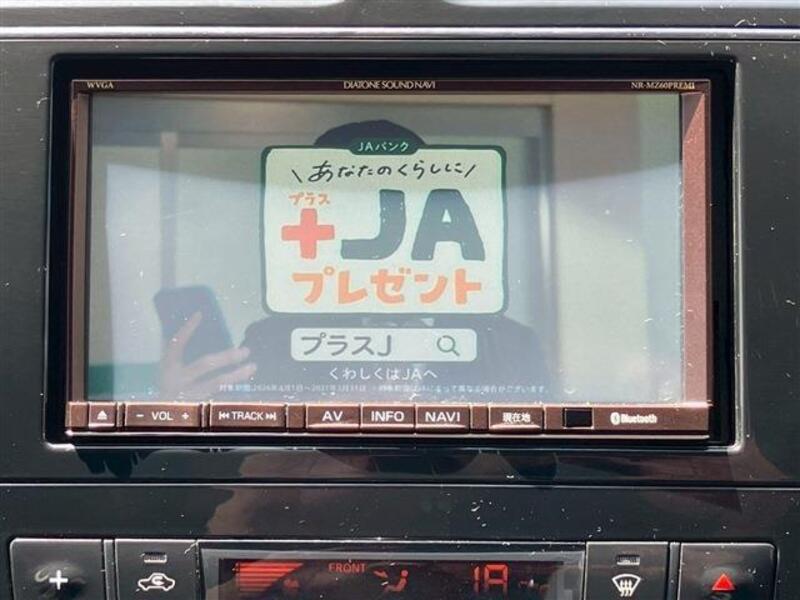 WVGA DIATONE SOUND NAVI NR-MZ60PREMI
JAバンク
\あなたのくらしに/
プラス
+JA
プレゼント
プラスJ
くわしくはJAへ
− VOL + TRACK AV INFO NAVI 現在地 Bluetooth
FRONT
18